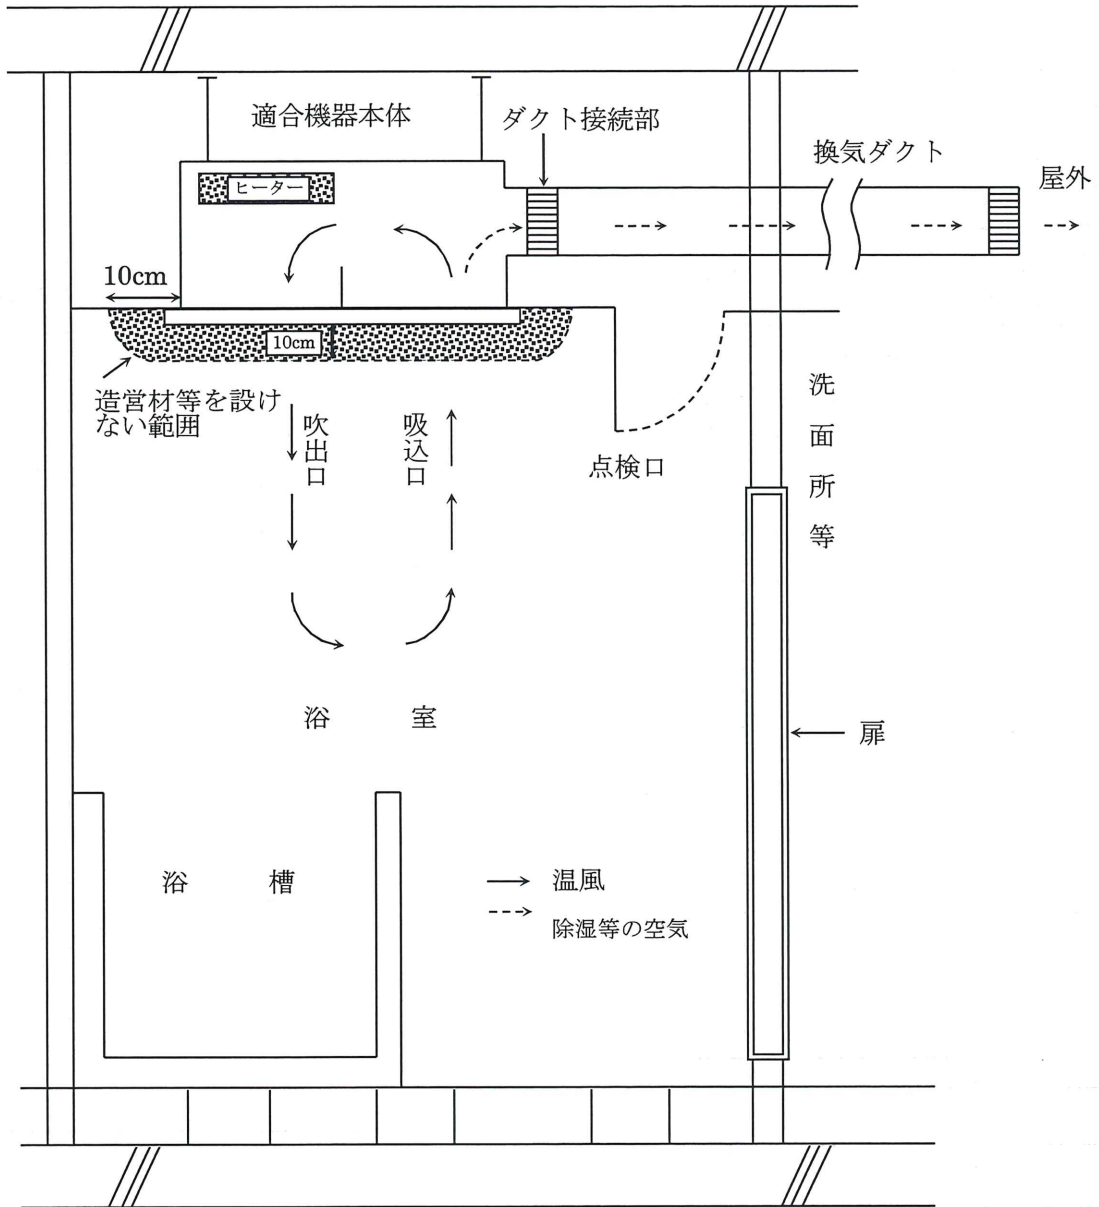 適合機器本体
ダクト接続部
換気ダクト
屋外
ヒーター
10cm
10cm
造営材等を設け
ない範囲
吹出口
吸込口
点検口
洗面所等
浴室
扉
浴槽
温風
除湿等の空気